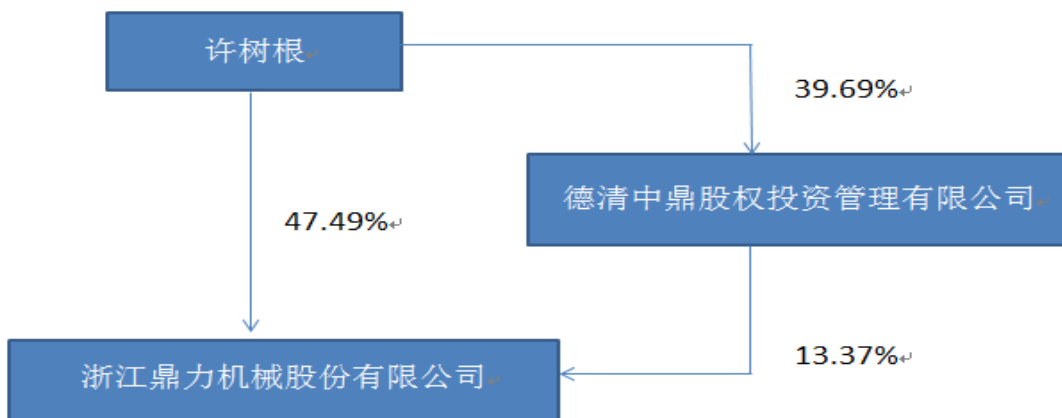 许树根
39.69%
德清中鼎股权投资管理有限公司
47.49%
13.37%
浙江鼎力机械股份有限公司